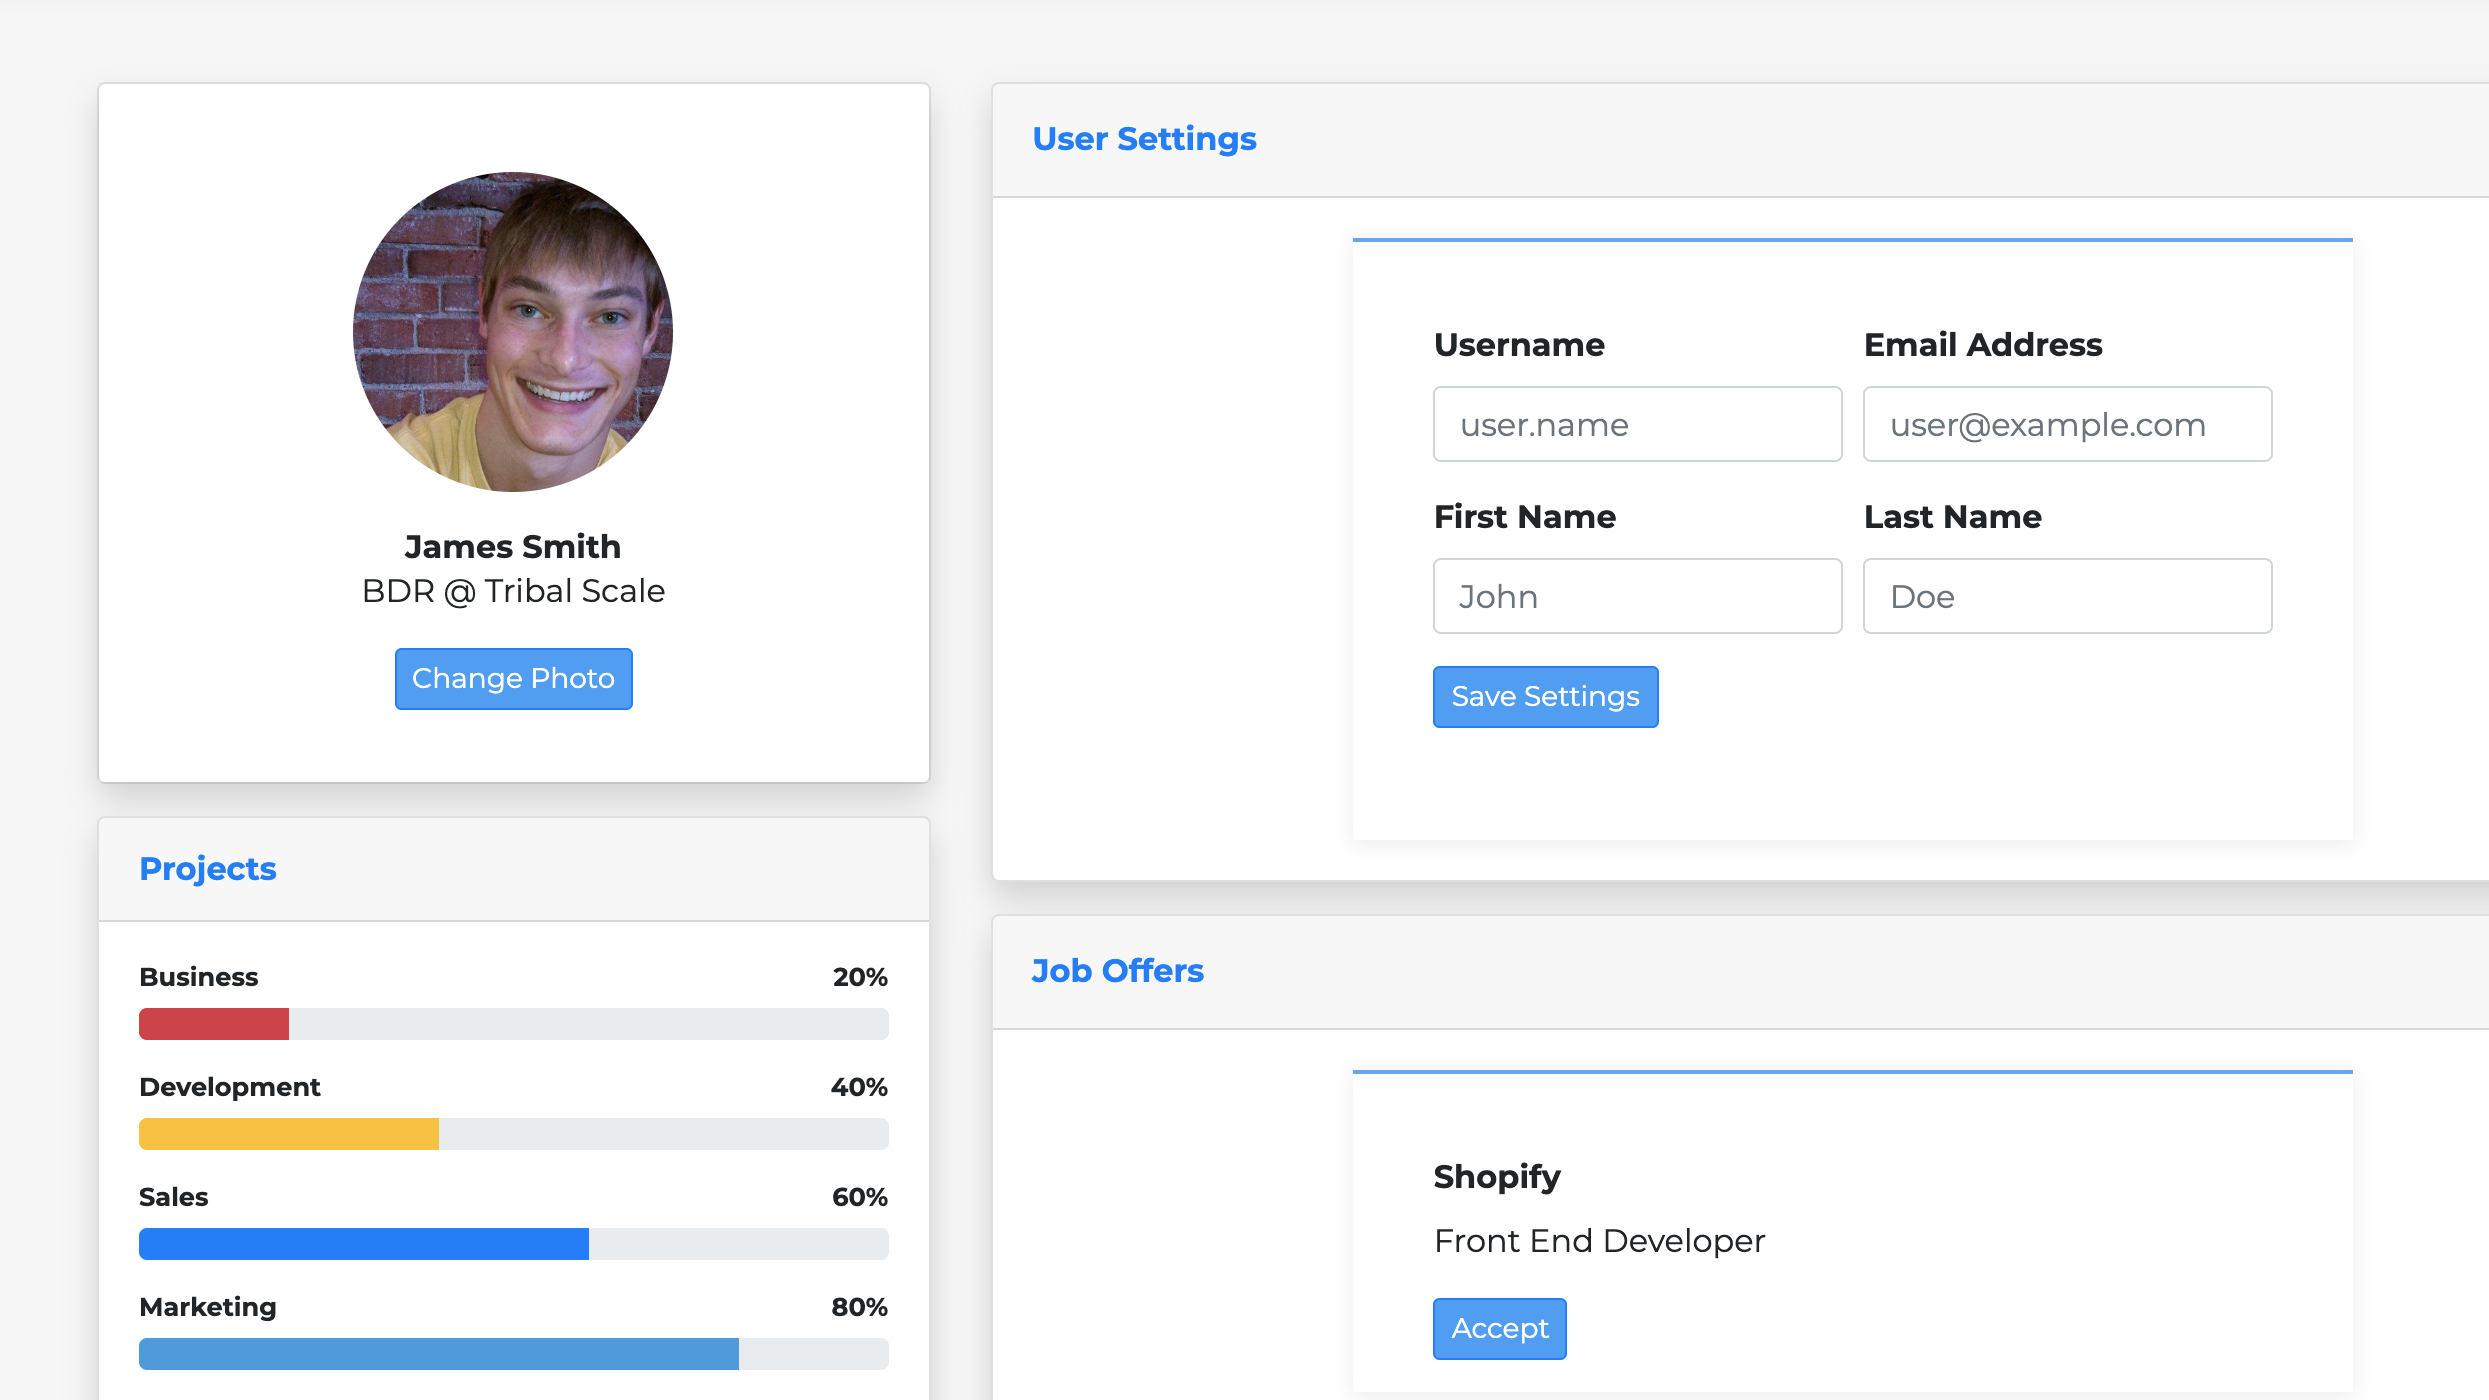 James Smith
BDR @ Tribal Scale
Change Photo
Projects
Business 20%
Development 40%
Sales 60%
Marketing 80%
User Settings
Username Email Address
user.name user@example.com
First Name Last Name
John Doe
Save Settings
Job Offers
Shopify
Front End Developer
Accept